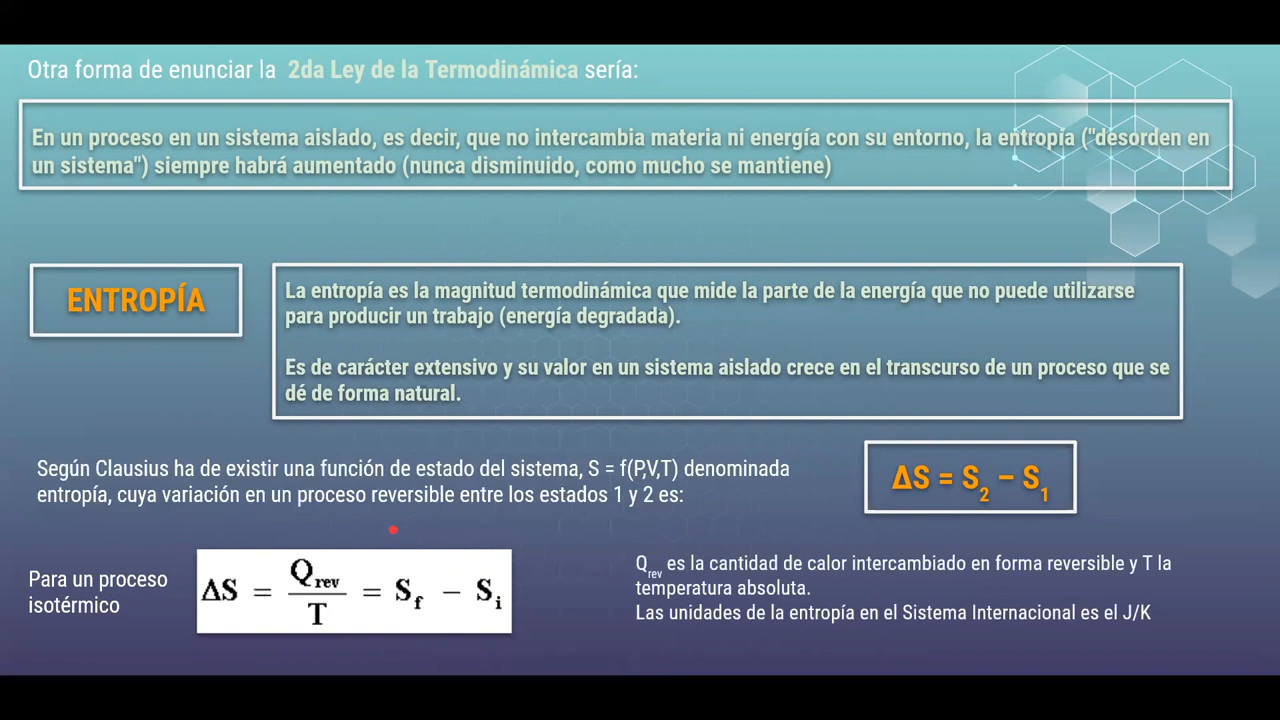 Otra forma de enunciar la 2da Ley de la Termodinámica sería:
En un proceso en un sistema aislado, es decir, que no intercambia materia ni energía con su entorno, la entropía ("desorden en
un sistema") siempre habrá aumentado (nunca disminuido, como mucho se mantiene)
ENTROPÍA
La entropía es la magnitud termodinámica que mide la parte de la energía que no puede utilizarse
para producir un trabajo (energía degradada).
Es de carácter extensivo y su valor en un sistema aislado crece en el transcurso de un proceso que se
dé de forma natural.
Según Clausius ha de existir una función de estado del sistema, S = f(P,V,T) denominada
entropía, cuya variación en un proceso reversible entre los estados 1 y 2 es:
ΔS = S₂ – S₁
Para un proceso
isotérmico
ΔS = Q_rev / T = S_f − S_i
Q_rev es la cantidad de calor intercambiado en forma reversible y T la
temperatura absoluta.
Las unidades de la entropía en el Sistema Internacional es el J/K